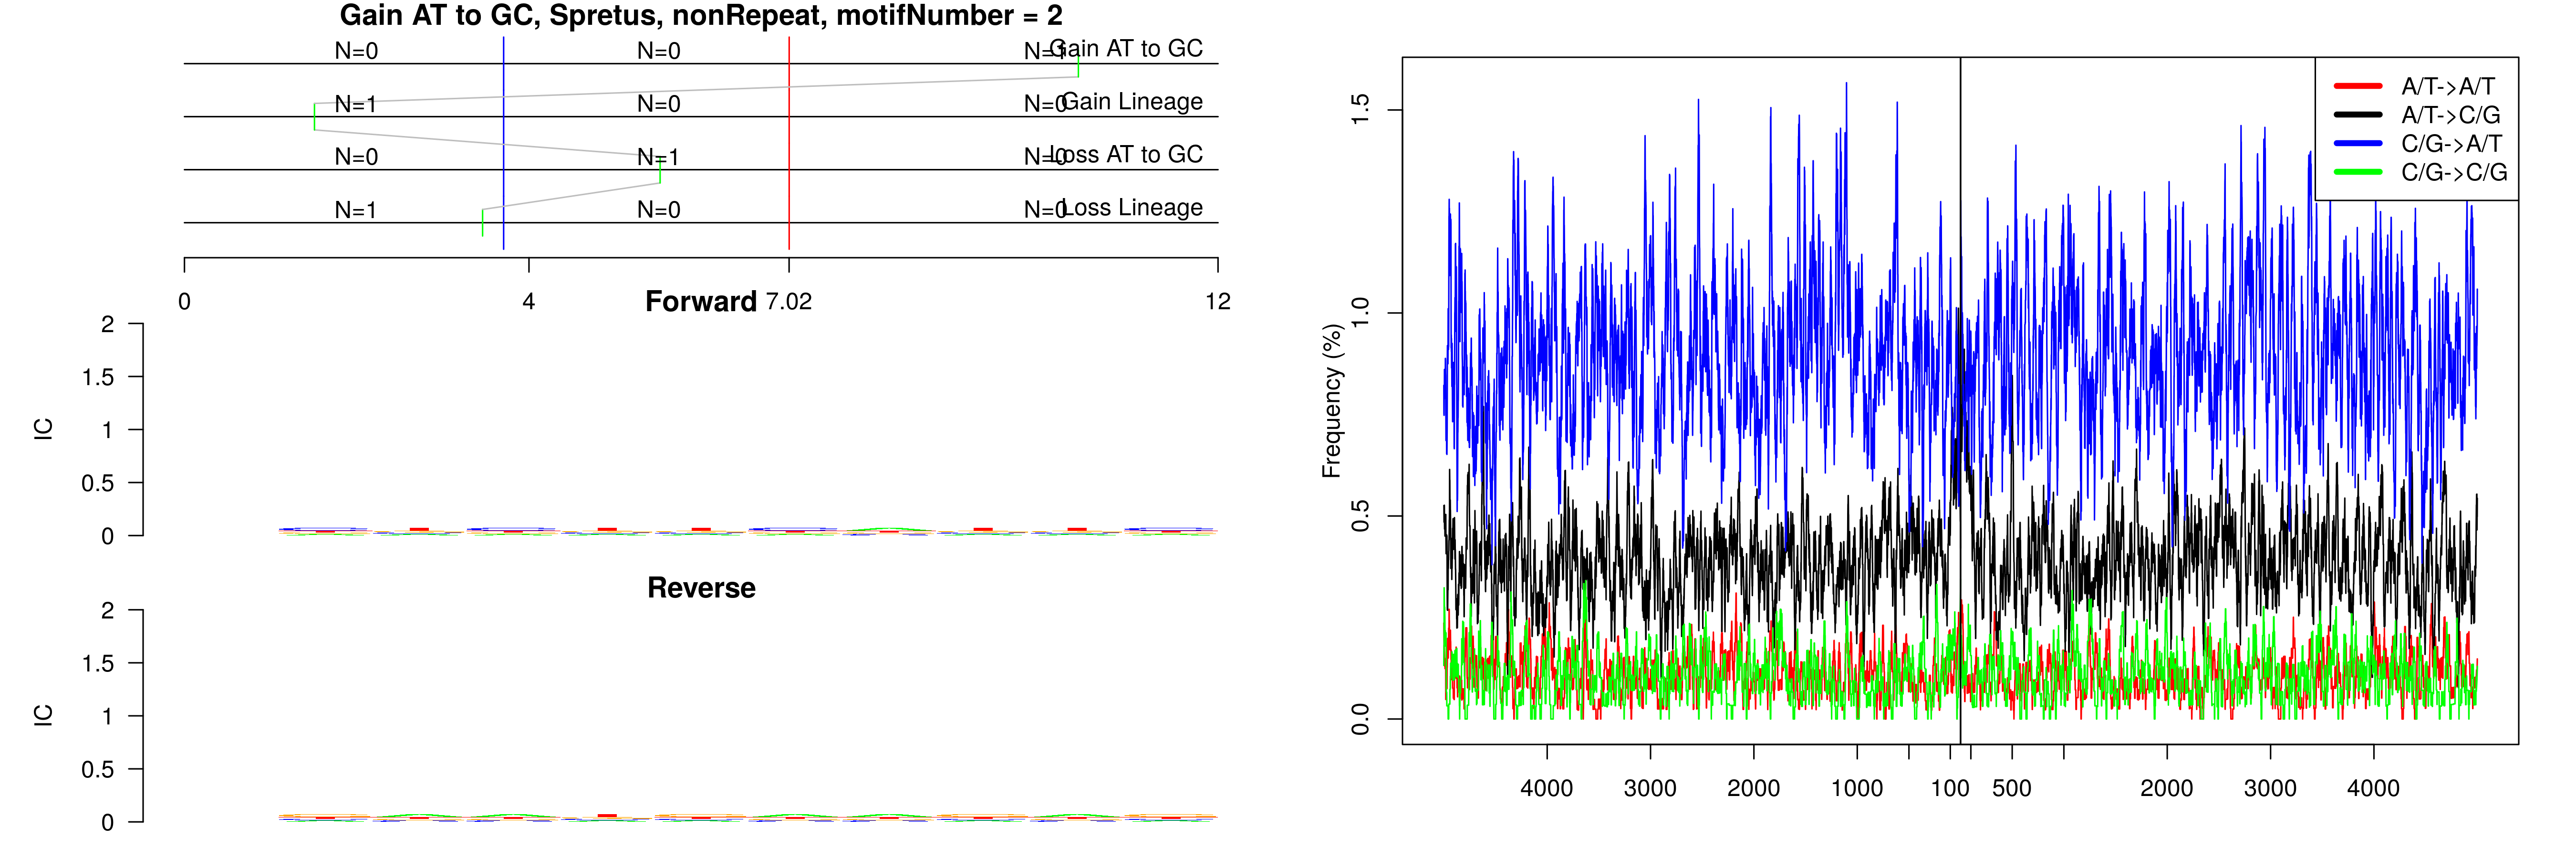 Gain AT to GC, Spretus, nonRepeat, motifNumber = 2
N=0 N=0 N=1 Gain AT to GC
N=1 N=0 N=0 Gain Lineage
N=0 N=1 N=0 Loss AT to GC
N=1 N=0 N=0 Loss Lineage
0 4 7.02 12
Forward
2
1.5
1
0.5
0
IC
Reverse
2
1.5
1
0.5
0
IC
A/T->A/T
A/T->C/G
C/G->A/T
C/G->C/G
1.5
1.0
0.5
0.0
Frequency (%)
4000 3000 2000 1000 100 500 2000 3000 4000